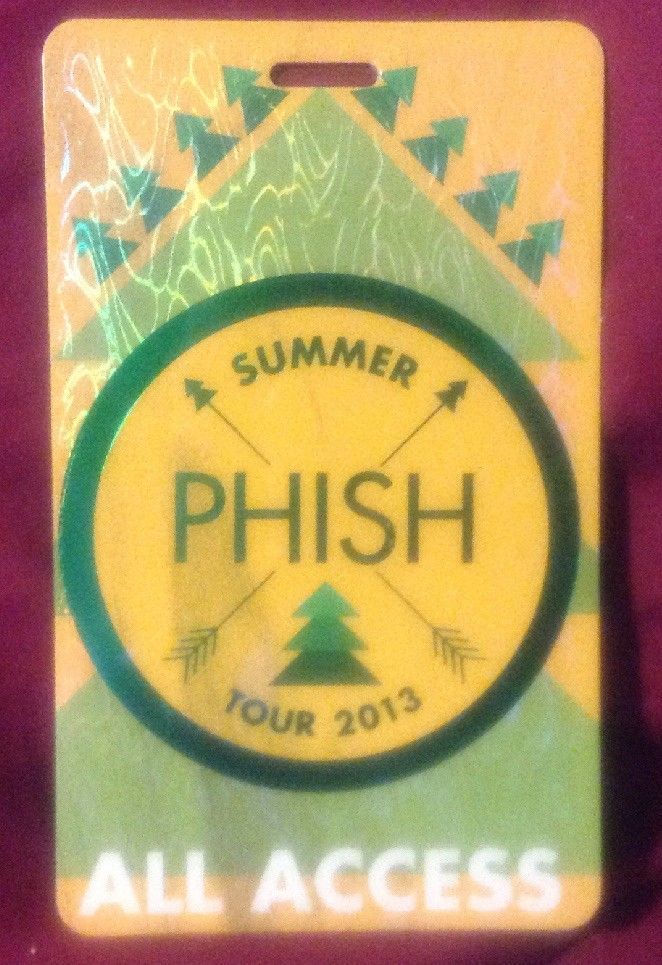 SUMMER
PHISH
TOUR 2013
ALL ACCESS